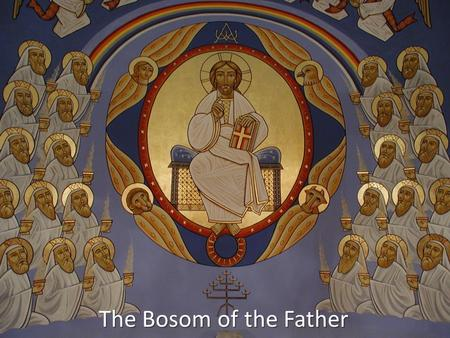 The Bosom of the Father